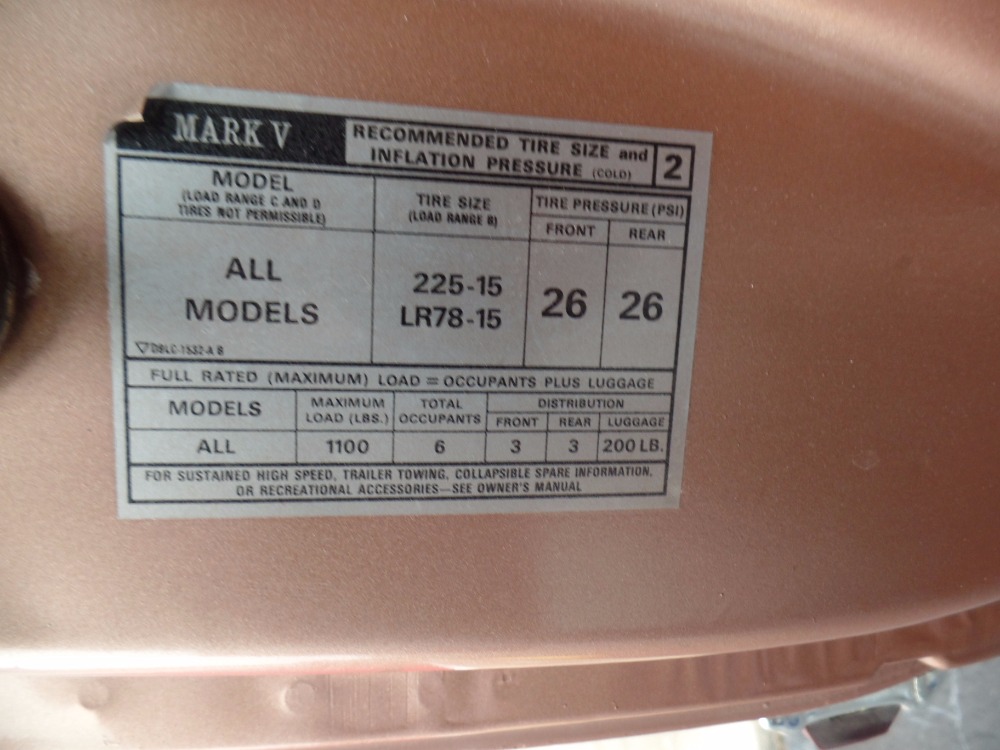 MARK V
RECOMMENDED TIRE SIZE and
INFLATION PRESSURE (COLD)
2
MODEL
(LOAD RANGE C AND D
TIRES NOT PERMISSIBLE)
TIRE SIZE
(LOAD RANGE B)
TIRE PRESSURE (PSI)
FRONT REAR
ALL
MODELS
225-15
LR78-15
26 26
D8LC-1532-A B
FULL RATED (MAXIMUM) LOAD = OCCUPANTS PLUS LUGGAGE
MODELS
MAXIMUM
LOAD (LBS.)
TOTAL
OCCUPANTS
DISTRIBUTION
FRONT REAR LUGGAGE
ALL 1100 6 3 3 200 LB.
FOR SUSTAINED HIGH SPEED, TRAILER TOWING, COLLAPSIBLE SPARE INFORMATION,
OR RECREATIONAL ACCESSORIES—SEE OWNER'S MANUAL